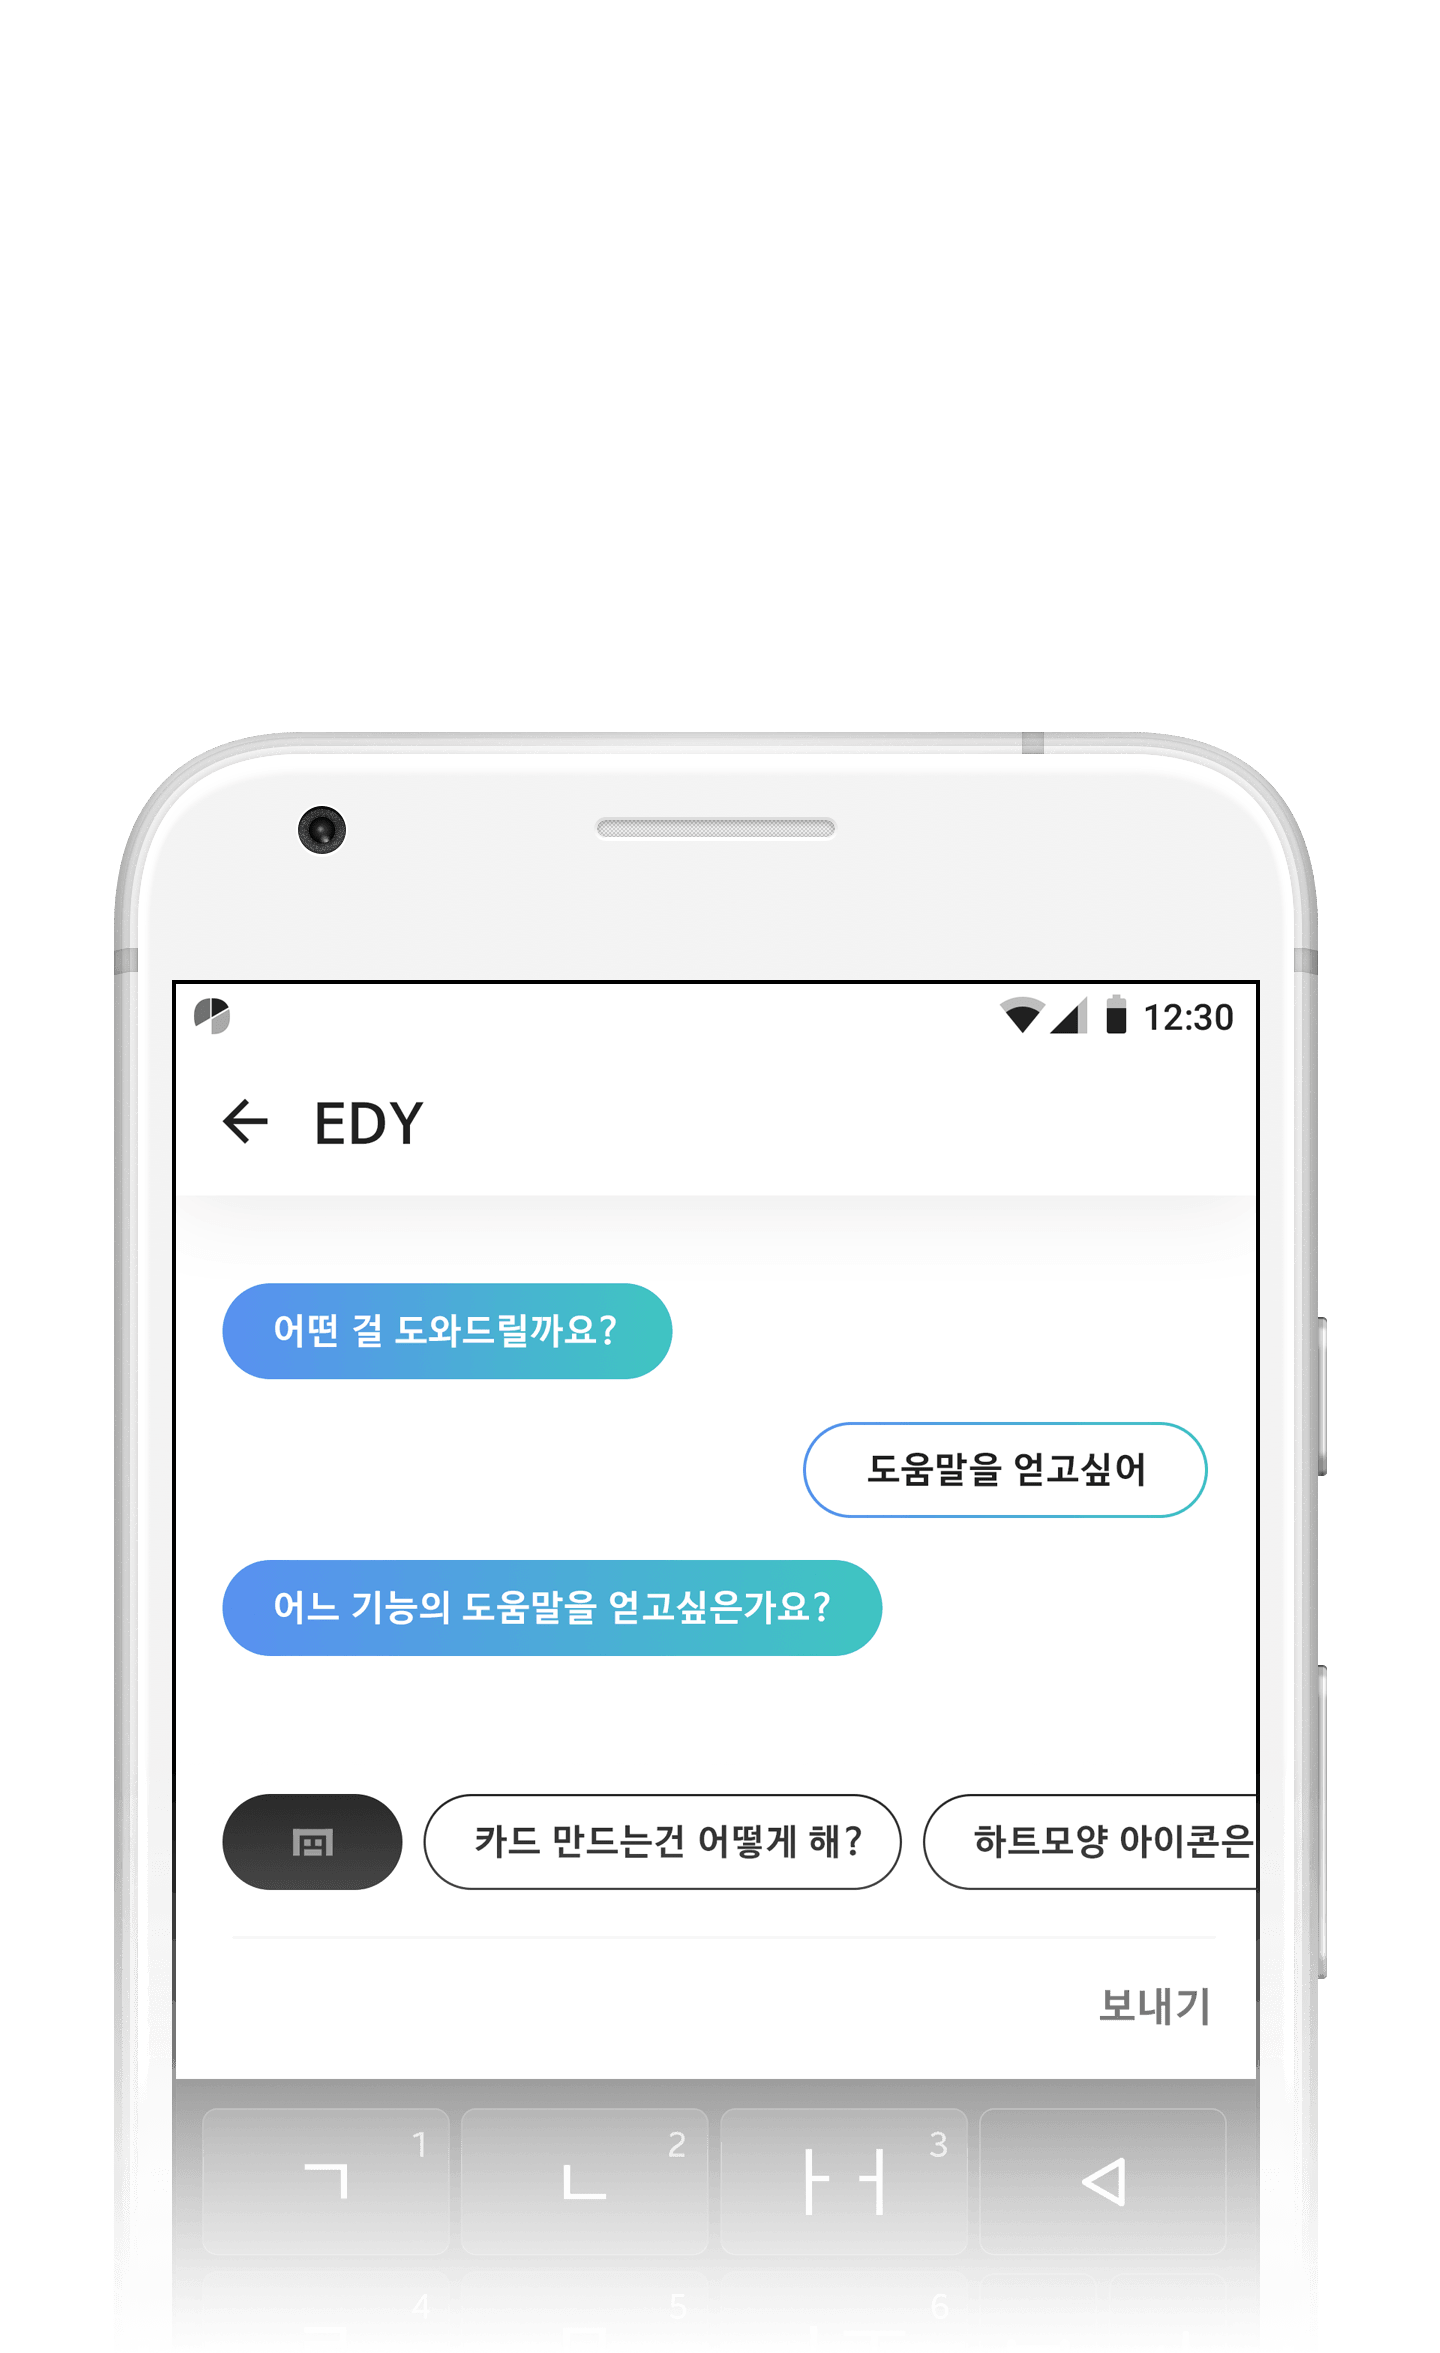 12:30
EDY
어떤 걸 도와드릴까요?
도움말을 얻고싶어
어느 기능의 도움말을 얻고싶은가요?
카드 만드는건 어떻게 해?
하트모양 아이콘은
보내기
1 2 3
ㄱ ㄴ ㅏㅓ
4 5 6